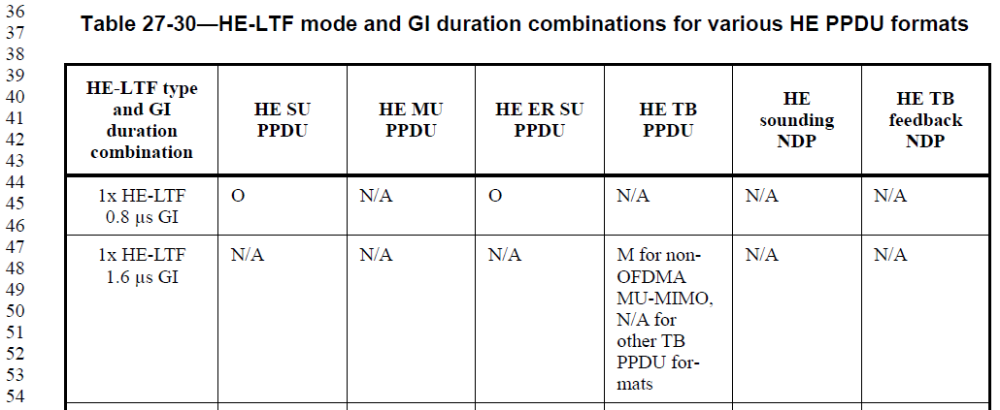 36
37
38
39
40
41
42
43
44
45
46
47
48
49
50
51
52
53
54
Table 27-30—HE-LTF mode and GI duration combinations for various HE PPDU formats
HE-LTF type
and GI
duration
combination
HE SU
PPDU
HE MU
PPDU
HE ER SU
PPDU
HE TB
PPDU
HE
sounding
NDP
HE TB
feedback
NDP
1x HE-LTF
0.8 µs GI
O
N/A
O
N/A
N/A
N/A
1x HE-LTF
1.6 µs GI
N/A
N/A
N/A
M for non-
OFDMA
MU-MIMO,
N/A for
other TB
PPDU for-
mats
N/A
N/A